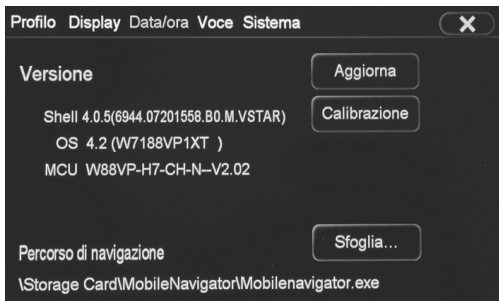 Profilo Display Data/ora Voce Sistema X
Versione Aggiorna
Shell 4.0.5(6944.07201558.B0.M.VSTAR) Calibrazione
OS 4.2 (W7188VP1XT )
MCU W88VP-H7-CH-N--V2.02
Percorso di navigazione Sfoglia...
\Storage Card\MobileNavigator\Mobilenavigator.exe